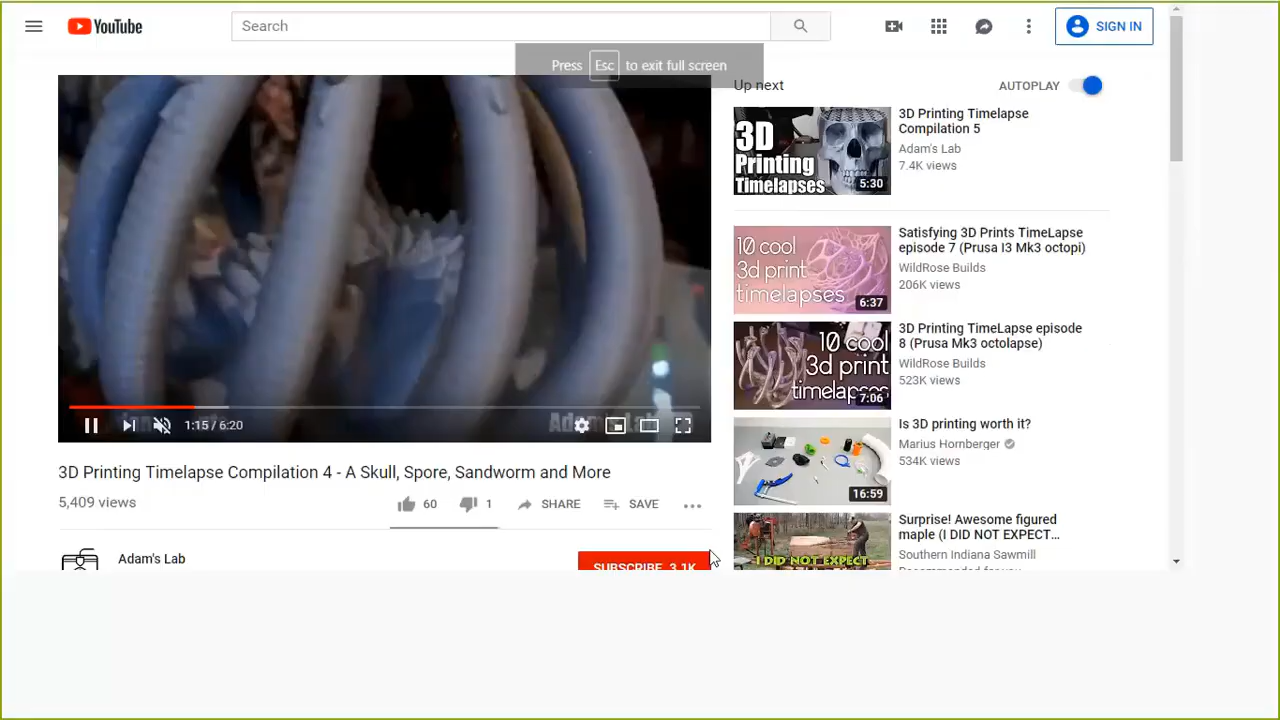 YouTube
Search
SIGN IN
Press Esc to exit full screen
Up next
AUTOPLAY
3D Printing Timelapses
5:30
3D Printing Timelapse
Compilation 5
Adam's Lab
7.4K views
10 cool
3d print
timelapses
6:37
Satisfying 3D Prints TimeLapse
episode 7 (Prusa I3 Mk3 octopi)
WildRose Builds
206K views
10 cool
3d print
timelapses
7:06
3D Printing TimeLapse episode
8 (Prusa Mk3 octolapse)
WildRose Builds
523K views
16:59
Is 3D printing worth it?
Marius Hornberger
534K views
I DID NOT EXPECT
Surprise! Awesome figured
maple (I DID NOT EXPECT...
Southern Indiana Sawmill
Recommended for you
1:15 / 6:20
3D Printing Timelapse Compilation 4 - A Skull, Spore, Sandworm and More
5,409 views
60
1
SHARE
SAVE
Adam's Lab
SUBSCRIBE 3.1K